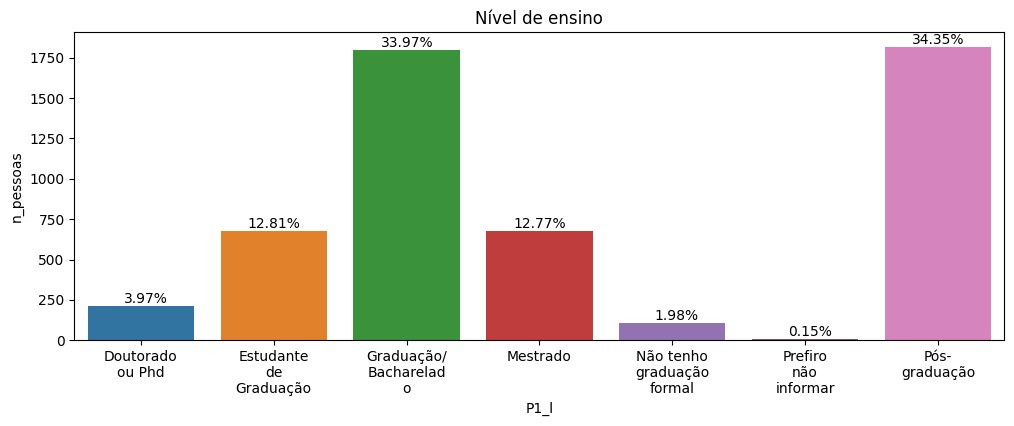 Nível de ensino
n_pessoas
1750
1500
1250
1000
750
500
250
0
3.97%
12.81%
33.97%
12.77%
1.98%
0.15%
34.35%
Doutorado
ou Phd
Estudante
de
Graduação
Graduação/
Bacharelad
o
Mestrado
Não tenho
graduação
formal
Prefiro
não
informar
Pós-
graduação
P1_l